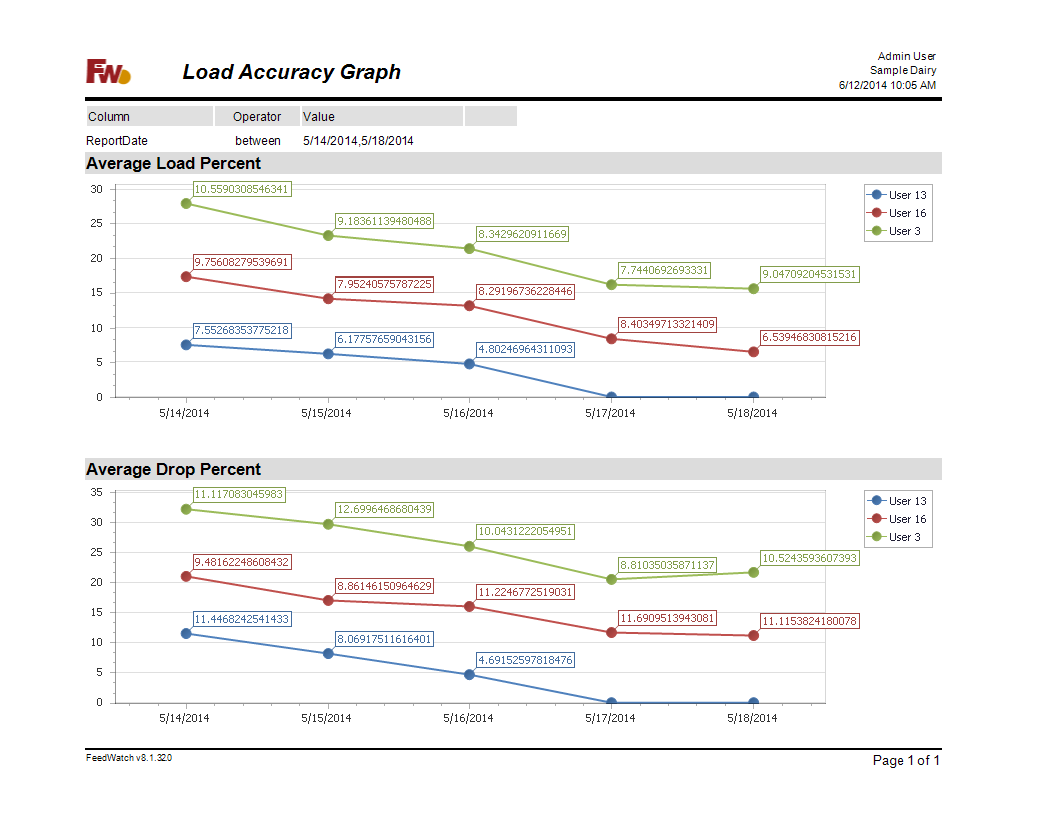 FW
Load Accuracy Graph
Admin User
Sample Dairy
6/12/2014 10:05 AM
Column Operator Value
ReportDate between 5/14/2014,5/18/2014
Average Load Percent
30
25
20
15
10
5
0
10.5590308546341
9.18361139480488
8.3429620911669
7.7440692693331
9.04709204531531
9.75608279539691
7.95240575787225
8.29196736228446
8.40349713321409
6.53946830815216
7.55268353775218
6.17757659043156
4.80246964311093
5/14/2014 5/15/2014 5/16/2014 5/17/2014 5/18/2014
User 13
User 16
User 3
Average Drop Percent
35
30
25
20
15
10
5
0
11.117083045983
12.6996468680439
10.0431222054951
8.81035035871137
10.5243593607393
9.48162248608432
8.86146150964629
11.2246772519031
11.6909513943081
11.1153824180078
11.4468242541433
8.06917511616401
4.69152597818476
5/14/2014 5/15/2014 5/16/2014 5/17/2014 5/18/2014
User 13
User 16
User 3
FeedWatch v8.1.32.0
Page 1 of 1